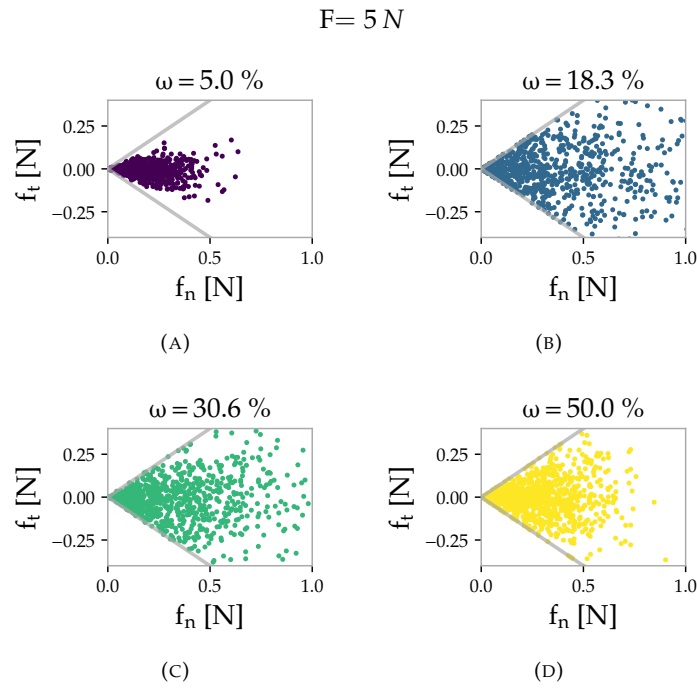 F= 5 N
ω = 5.0 %
ω = 18.3 %
0.25
0.00
−0.25
f_t [N]
0.0 0.5 1.0
f_n [N]
0.25
0.00
−0.25
f_t [N]
0.0 0.5 1.0
f_n [N]
(A)
(B)
ω = 30.6 %
ω = 50.0 %
0.25
0.00
−0.25
f_t [N]
0.0 0.5 1.0
f_n [N]
0.25
0.00
−0.25
f_t [N]
0.0 0.5 1.0
f_n [N]
(C)
(D)